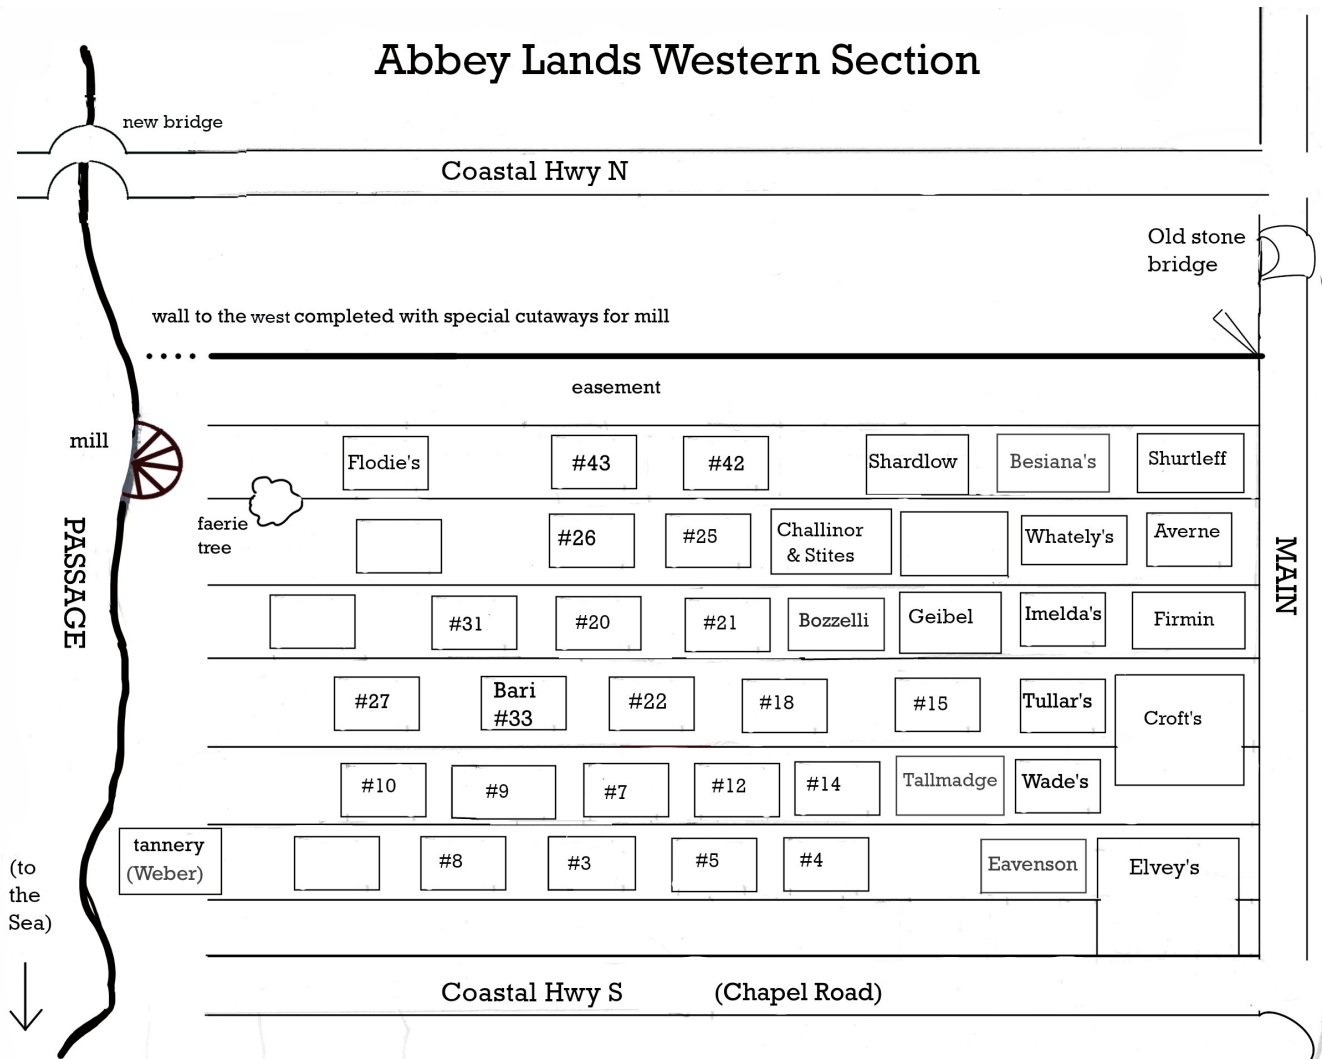 Abbey Lands Western Section
new bridge
Coastal Hwy N
Old stone
bridge
wall to the west completed with special cutaways for mill
easement
mill
Flodie's
#43
#42
Shardlow
Besiana's
Shurtleff
faerie
tree
#26
#25
Challinor
& Stites
Whately's
Averne
PASSAGE
MAIN
#31
#20
#21
Bozzelli
Geibel
Imelda's
Firmin
#27
Bari
#33
#22
#18
#15
Tullar's
Croft's
#10
#9
#7
#12
#14
Tallmadge
Wade's
tannery
(Weber)
#8
#3
#5
#4
Eavenson
Elvey's
(to
the
Sea)
Coastal Hwy S (Chapel Road)